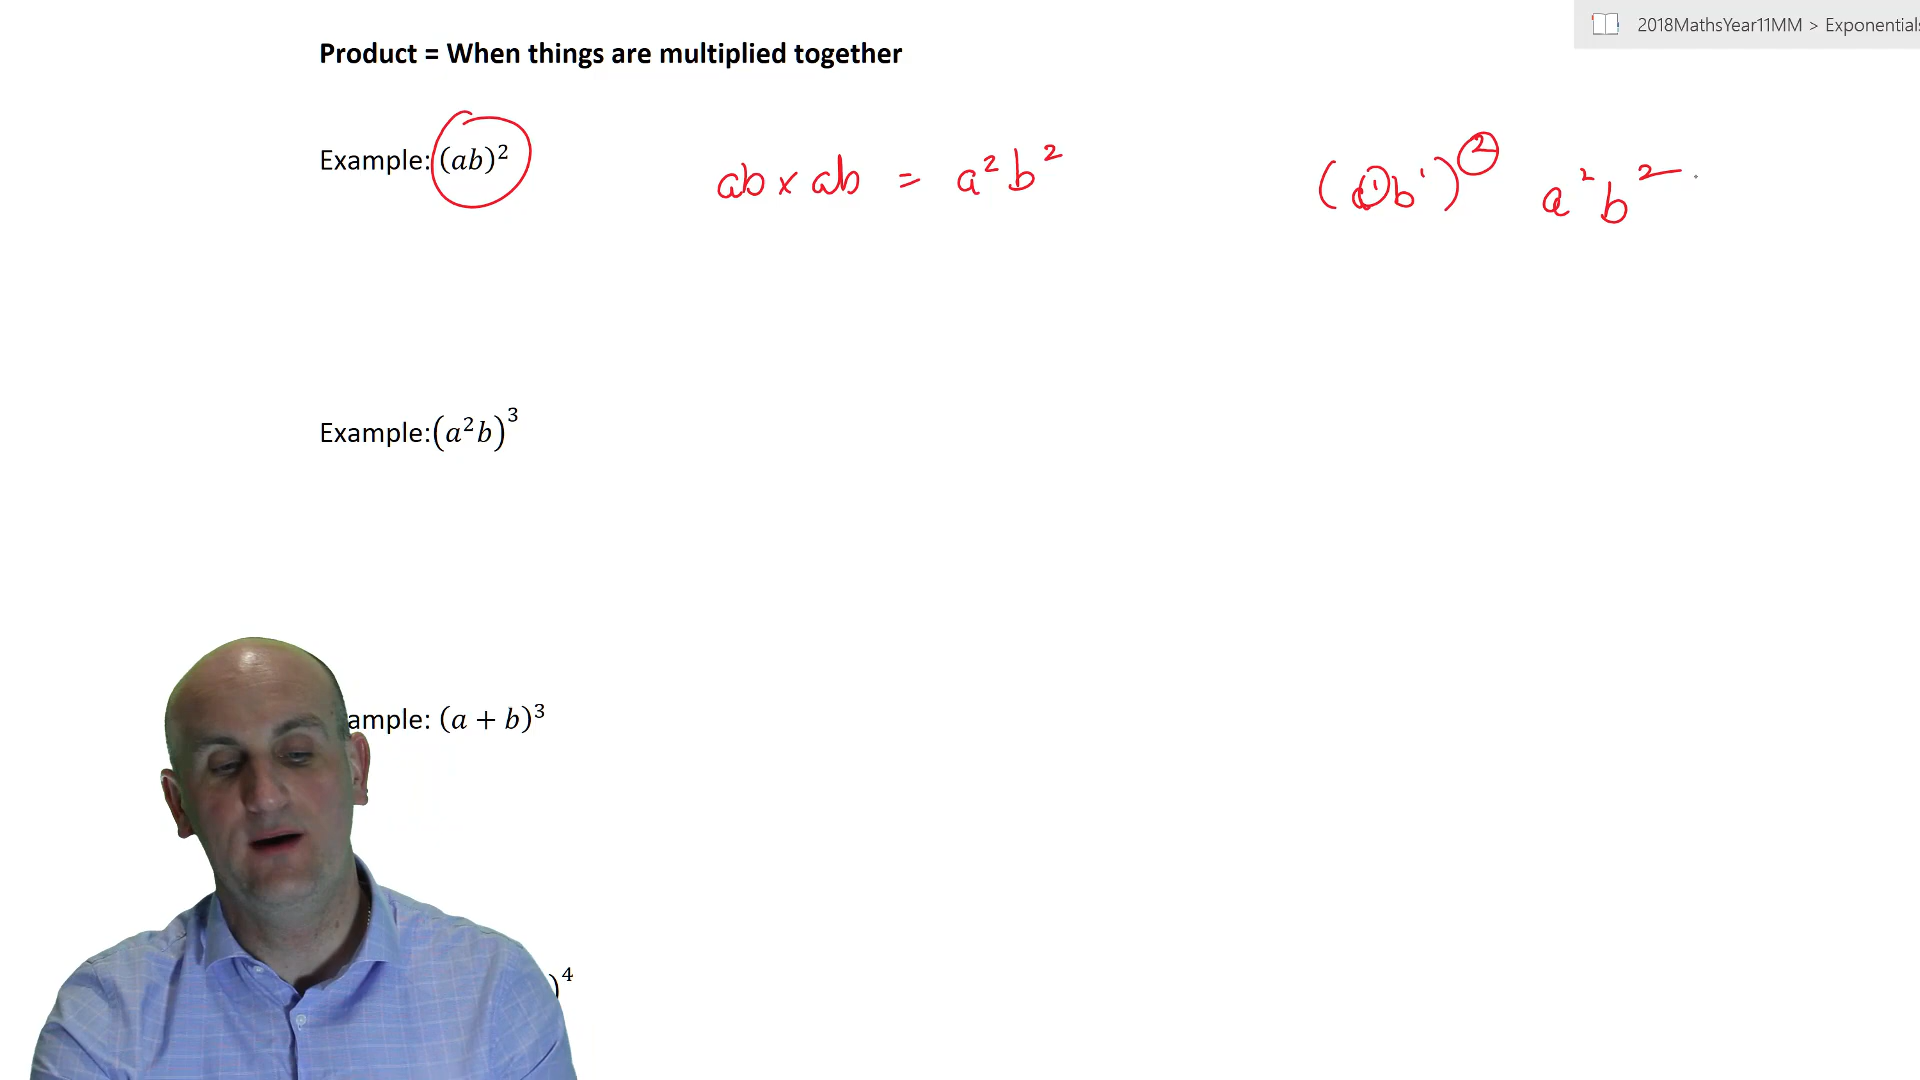 2018MathsYear11MM > Exponentials
Product = When things are multiplied together
Example: (ab)² ab × ab = a²b² (a¹b¹)² a²b²
Example:(a²b)³
ample: (a + b)³
)⁴